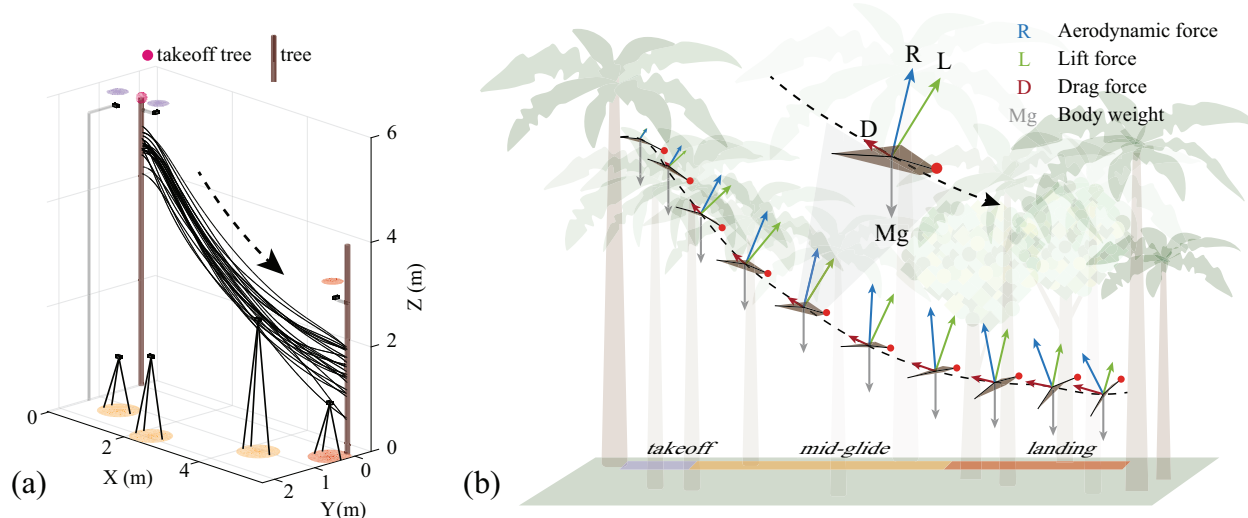 takeoff tree
tree
6
4
2
0
Z (m)
0
2
4
X (m)
2
1
0
Y(m)
(a)
R Aerodynamic force
L Lift force
D Drag force
Mg Body weight
R
L
D
Mg
takeoff
mid-glide
landing
(b)